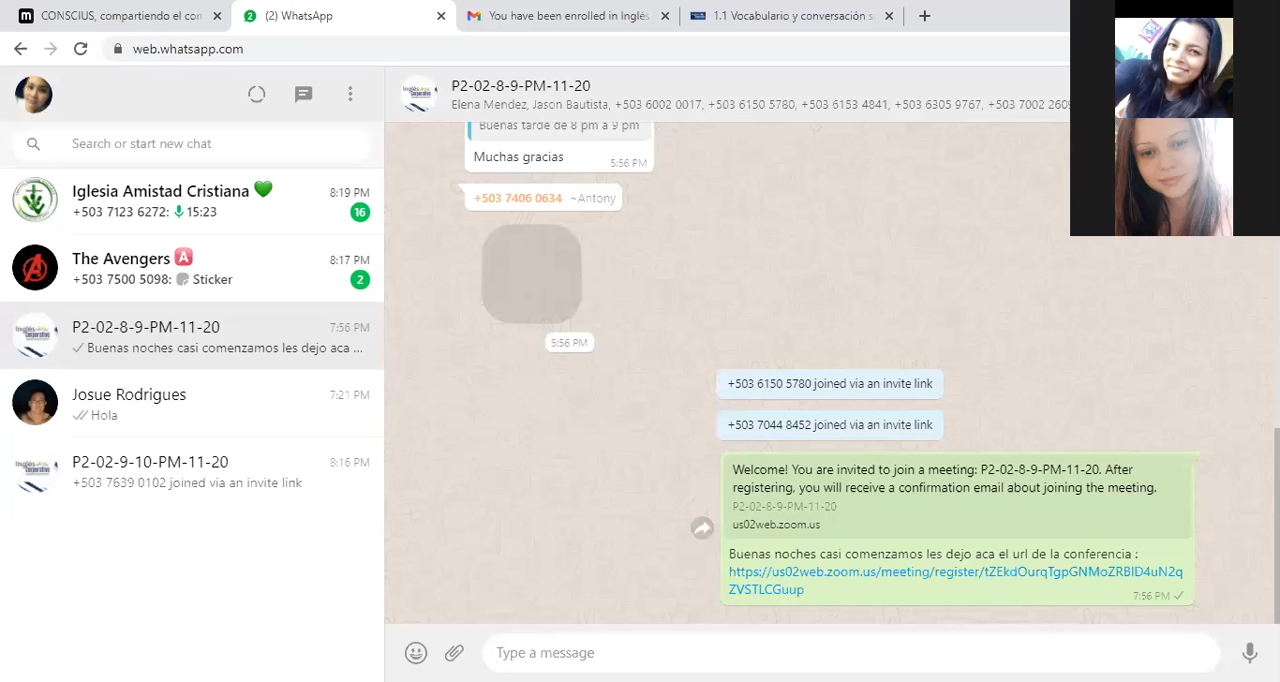 CONSCIUS, compartiendo el con
(2) WhatsApp
You have been enrolled in Inglés
1.1 Vocabulario y conversación s
web.whatsapp.com
P2-02-8-9-PM-11-20
Elena Mendez, Jason Bautista, +503 6002 0017, +503 6150 5780, +503 6153 4841, +503 6305 9767, +503 7002 2609
Search or start new chat
Iglesia Amistad Cristiana 💚
8:19 PM
+503 7123 6272: 15:23
16
The Avengers 🅰
8:17 PM
+503 7500 5098: Sticker
2
P2-02-8-9-PM-11-20
7:56 PM
Buenas noches casi comenzamos les dejo aca ...
Josue Rodrigues
7:21 PM
Hola
P2-02-9-10-PM-11-20
8:16 PM
+503 7639 0102 joined via an invite link
Buenas tarde de 8 pm a 9 pm
Muchas gracias
5:56 PM
+503 7406 0634 ~Antony
5:56 PM
+503 6150 5780 joined via an invite link
+503 7044 8452 joined via an invite link
Welcome! You are invited to join a meeting: P2-02-8-9-PM-11-20. After
registering, you will receive a confirmation email about joining the meeting.
P2-02-8-9-PM-11-20
us02web.zoom.us
Buenas noches casi comenzamos les dejo aca el url de la conferencia :
https://us02web.zoom.us/meeting/register/tZEkdOurqTgpGNMoZRBlD4uN2q
ZVSTLCGuup
7:56 PM
Type a message